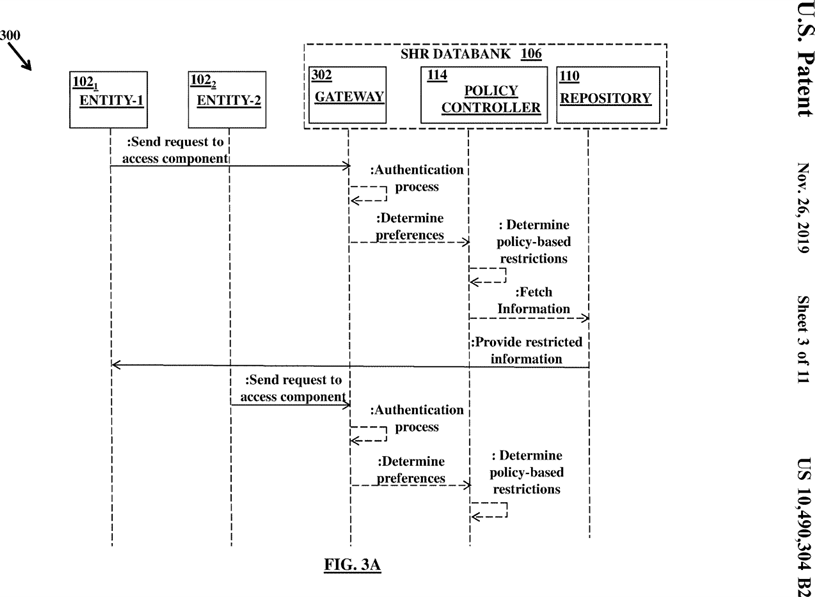 300
SHR DATABANK 106
102₁
ENTITY-1
102₂
ENTITY-2
302
GATEWAY
114
POLICY
CONTROLLER
110
REPOSITORY
:Send request to
access component
:Authentication
process
:Determine
preferences
: Determine
policy-based
restrictions
:Fetch
Information
:Provide restricted
information
:Send request to
access component
:Authentication
process
:Determine
preferences
: Determine
policy-based
restrictions
FIG. 3A
U.S. Patent
Nov. 26, 2019
Sheet 3 of 11
US 10,490,304 B2